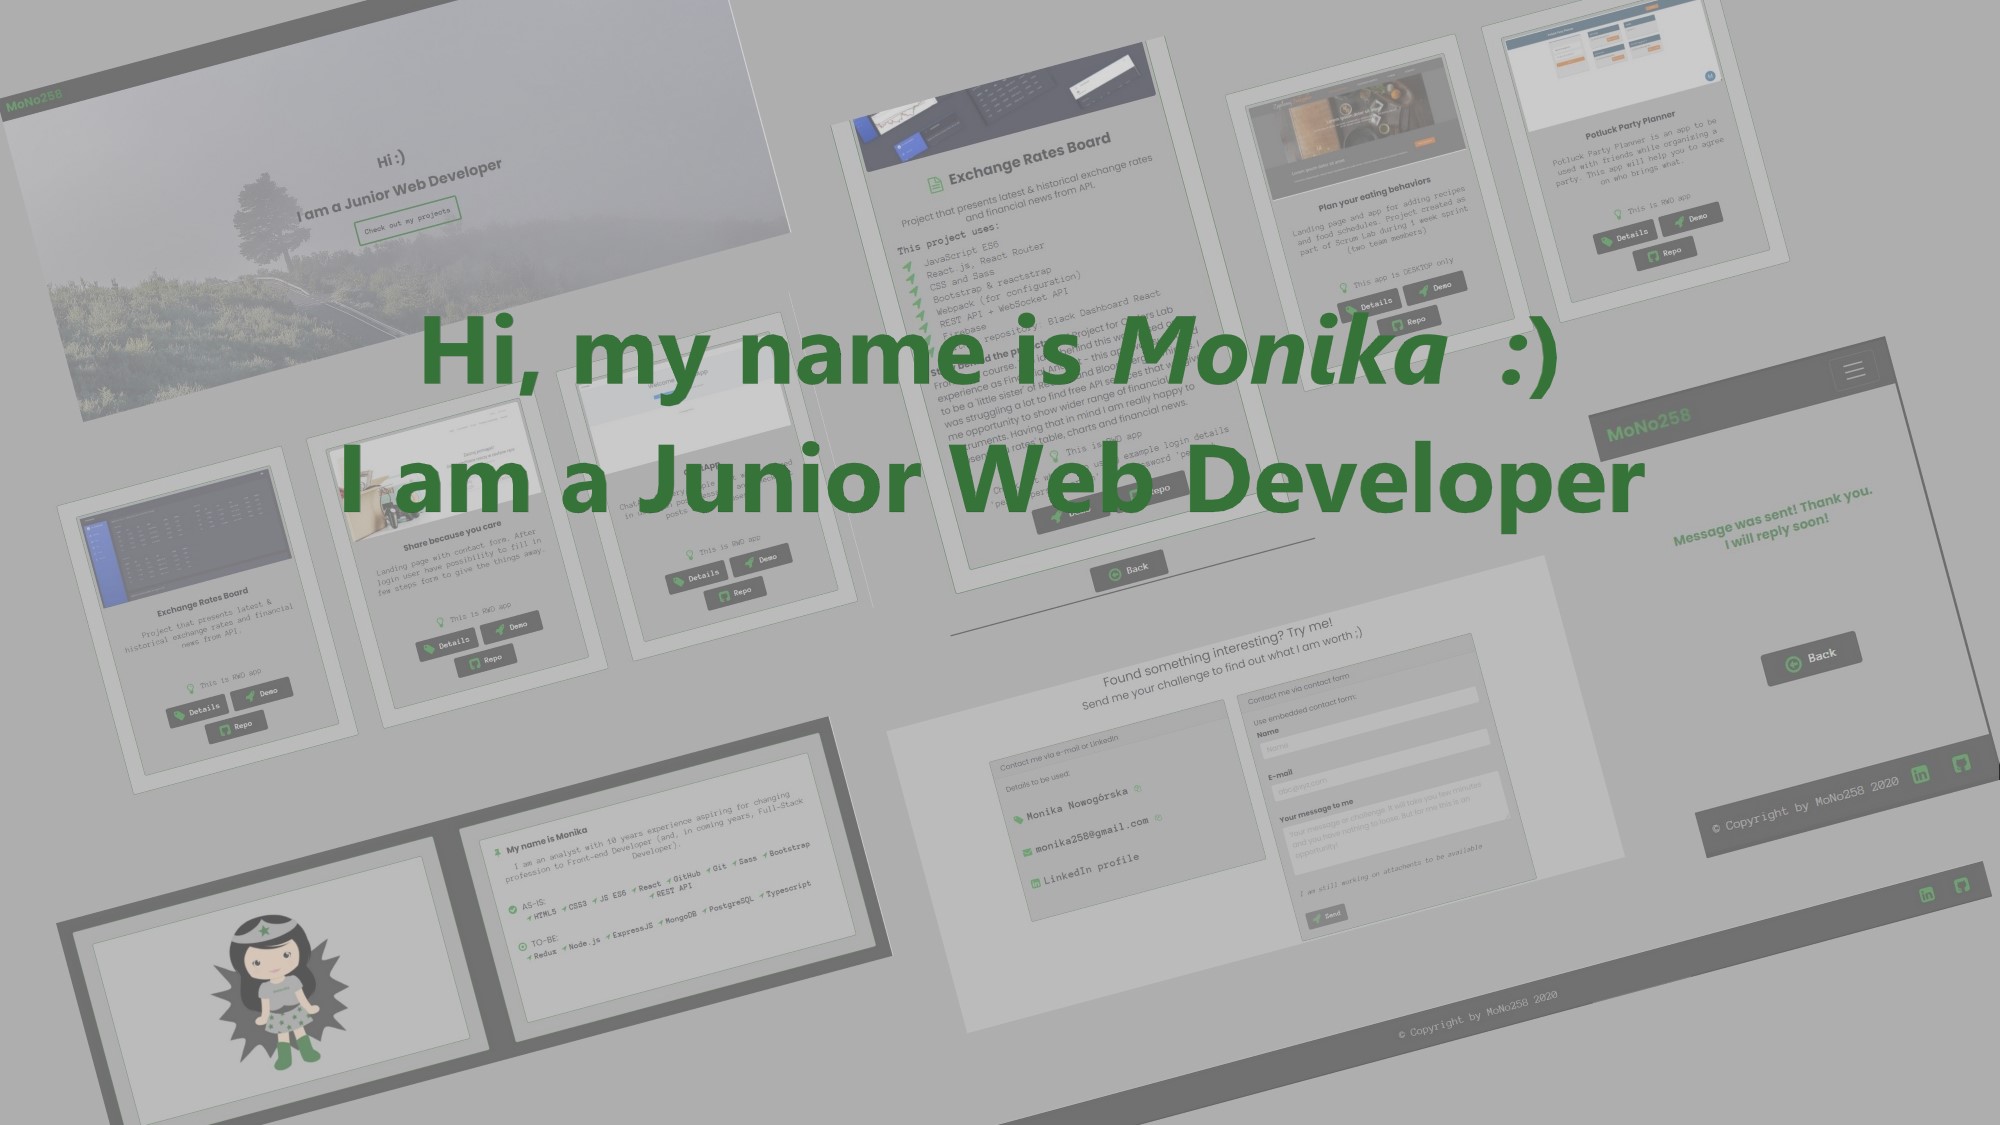 Hi, my name is Monika :)
I am a Junior Web Developer
MoNo258
Hi :)
I am a Junior Web Developer
Check out my projects
Exchange Rates Board
Project that presents latest & historical exchange rates
and financial news from API.
This project uses:
JavaScript ES6
React js, React Router
CSS and Sass
Bootstrap & reactstrap
Webpack (for configuration)
REST API + WebSocket API
Firebase
repository: Black Dashboard React
Back
Plan your eating behaviors
Landing page and app for adding recipes
and food schedules. Project created as
part of Scrum Lab during 1 week sprint
(two team members)
This app is DESKTOP only
Details
Demo
Repo
Potluck Party Planner
Potluck Party Planner is an app to be
used with friends while organizing a
party. This app will help you to agree
on who brings what.
This is RWD app
Details
Demo
Repo
Exchange Rates Board
Project that presents latest &
historical exchange rates and financial
news from API.
This is RWD app
Details
Demo
Repo
Share because you care
Landing page with contact form. After
login user have possibility to fill in
few steps form to give the things away.
This is RWD app
Details
Demo
Repo
This is RWD app
Details
Demo
Repo
MoNo258
Message was sent! Thank you.
I will reply soon!
Back
© Copyright by MoNo258 2020
Found something interesting? Try me!
Send me your challenge to find out what I am worth ;)
Contact me via e-mail or LinkedIn
Details to be used:
Monika Nowogórska
monika258@gmail.com
LinkedIn profile
Contact me via contact form
Use embedded contact form:
Name
Name
E-mail
Your message to me
I am still working on attachments to be available
Send
My name is Monika
I am an analyst with 10 years experience aspiring for changing
profession to Front-end Developer (and, in coming years, Full-Stack
Developer).
AS-IS:
HTML5 CSS3 JS ES6 React GitHub Git Sass Bootstrap
REST API
TO-BE:
Redux Node.js ExpressJS MongoDB PostgreSQL Typescript
© Copyright by MoNo258 2020